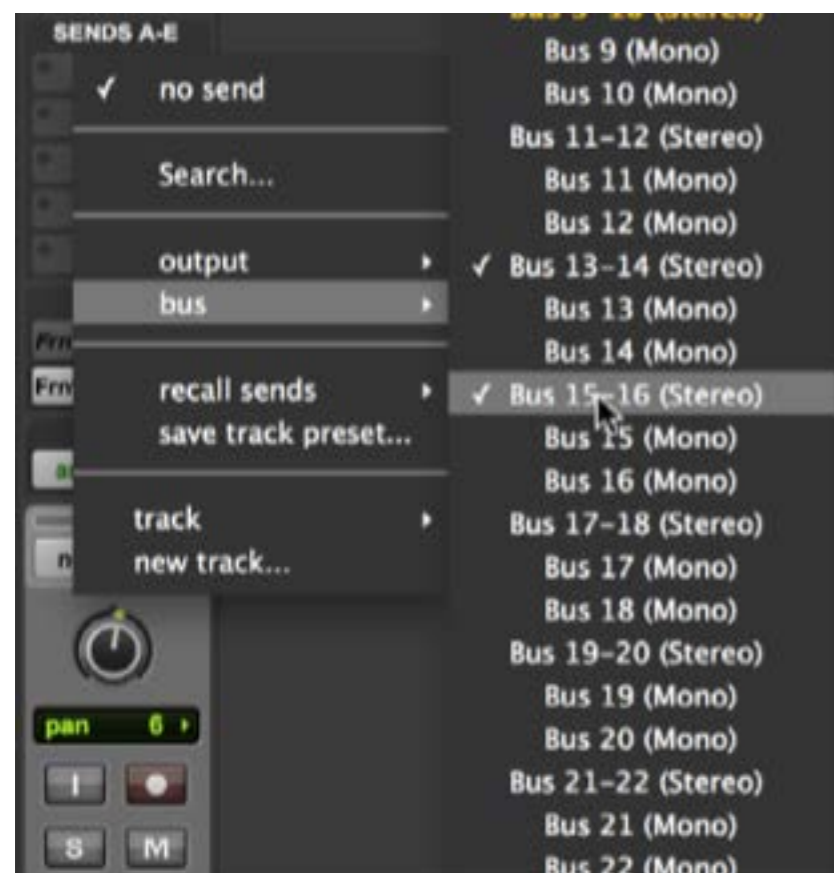 SENDS A-E
✓ no send
Search...
output
bus
recall sends
save track preset...
track
new track...
pan 6
I
S M
Bus 9 (Mono)
Bus 10 (Mono)
Bus 11-12 (Stereo)
Bus 11 (Mono)
Bus 12 (Mono)
✓ Bus 13-14 (Stereo)
Bus 13 (Mono)
Bus 14 (Mono)
✓ Bus 15-16 (Stereo)
Bus 15 (Mono)
Bus 16 (Mono)
Bus 17-18 (Stereo)
Bus 17 (Mono)
Bus 18 (Mono)
Bus 19-20 (Stereo)
Bus 19 (Mono)
Bus 20 (Mono)
Bus 21-22 (Stereo)
Bus 21 (Mono)
Bus 22 (Mono)